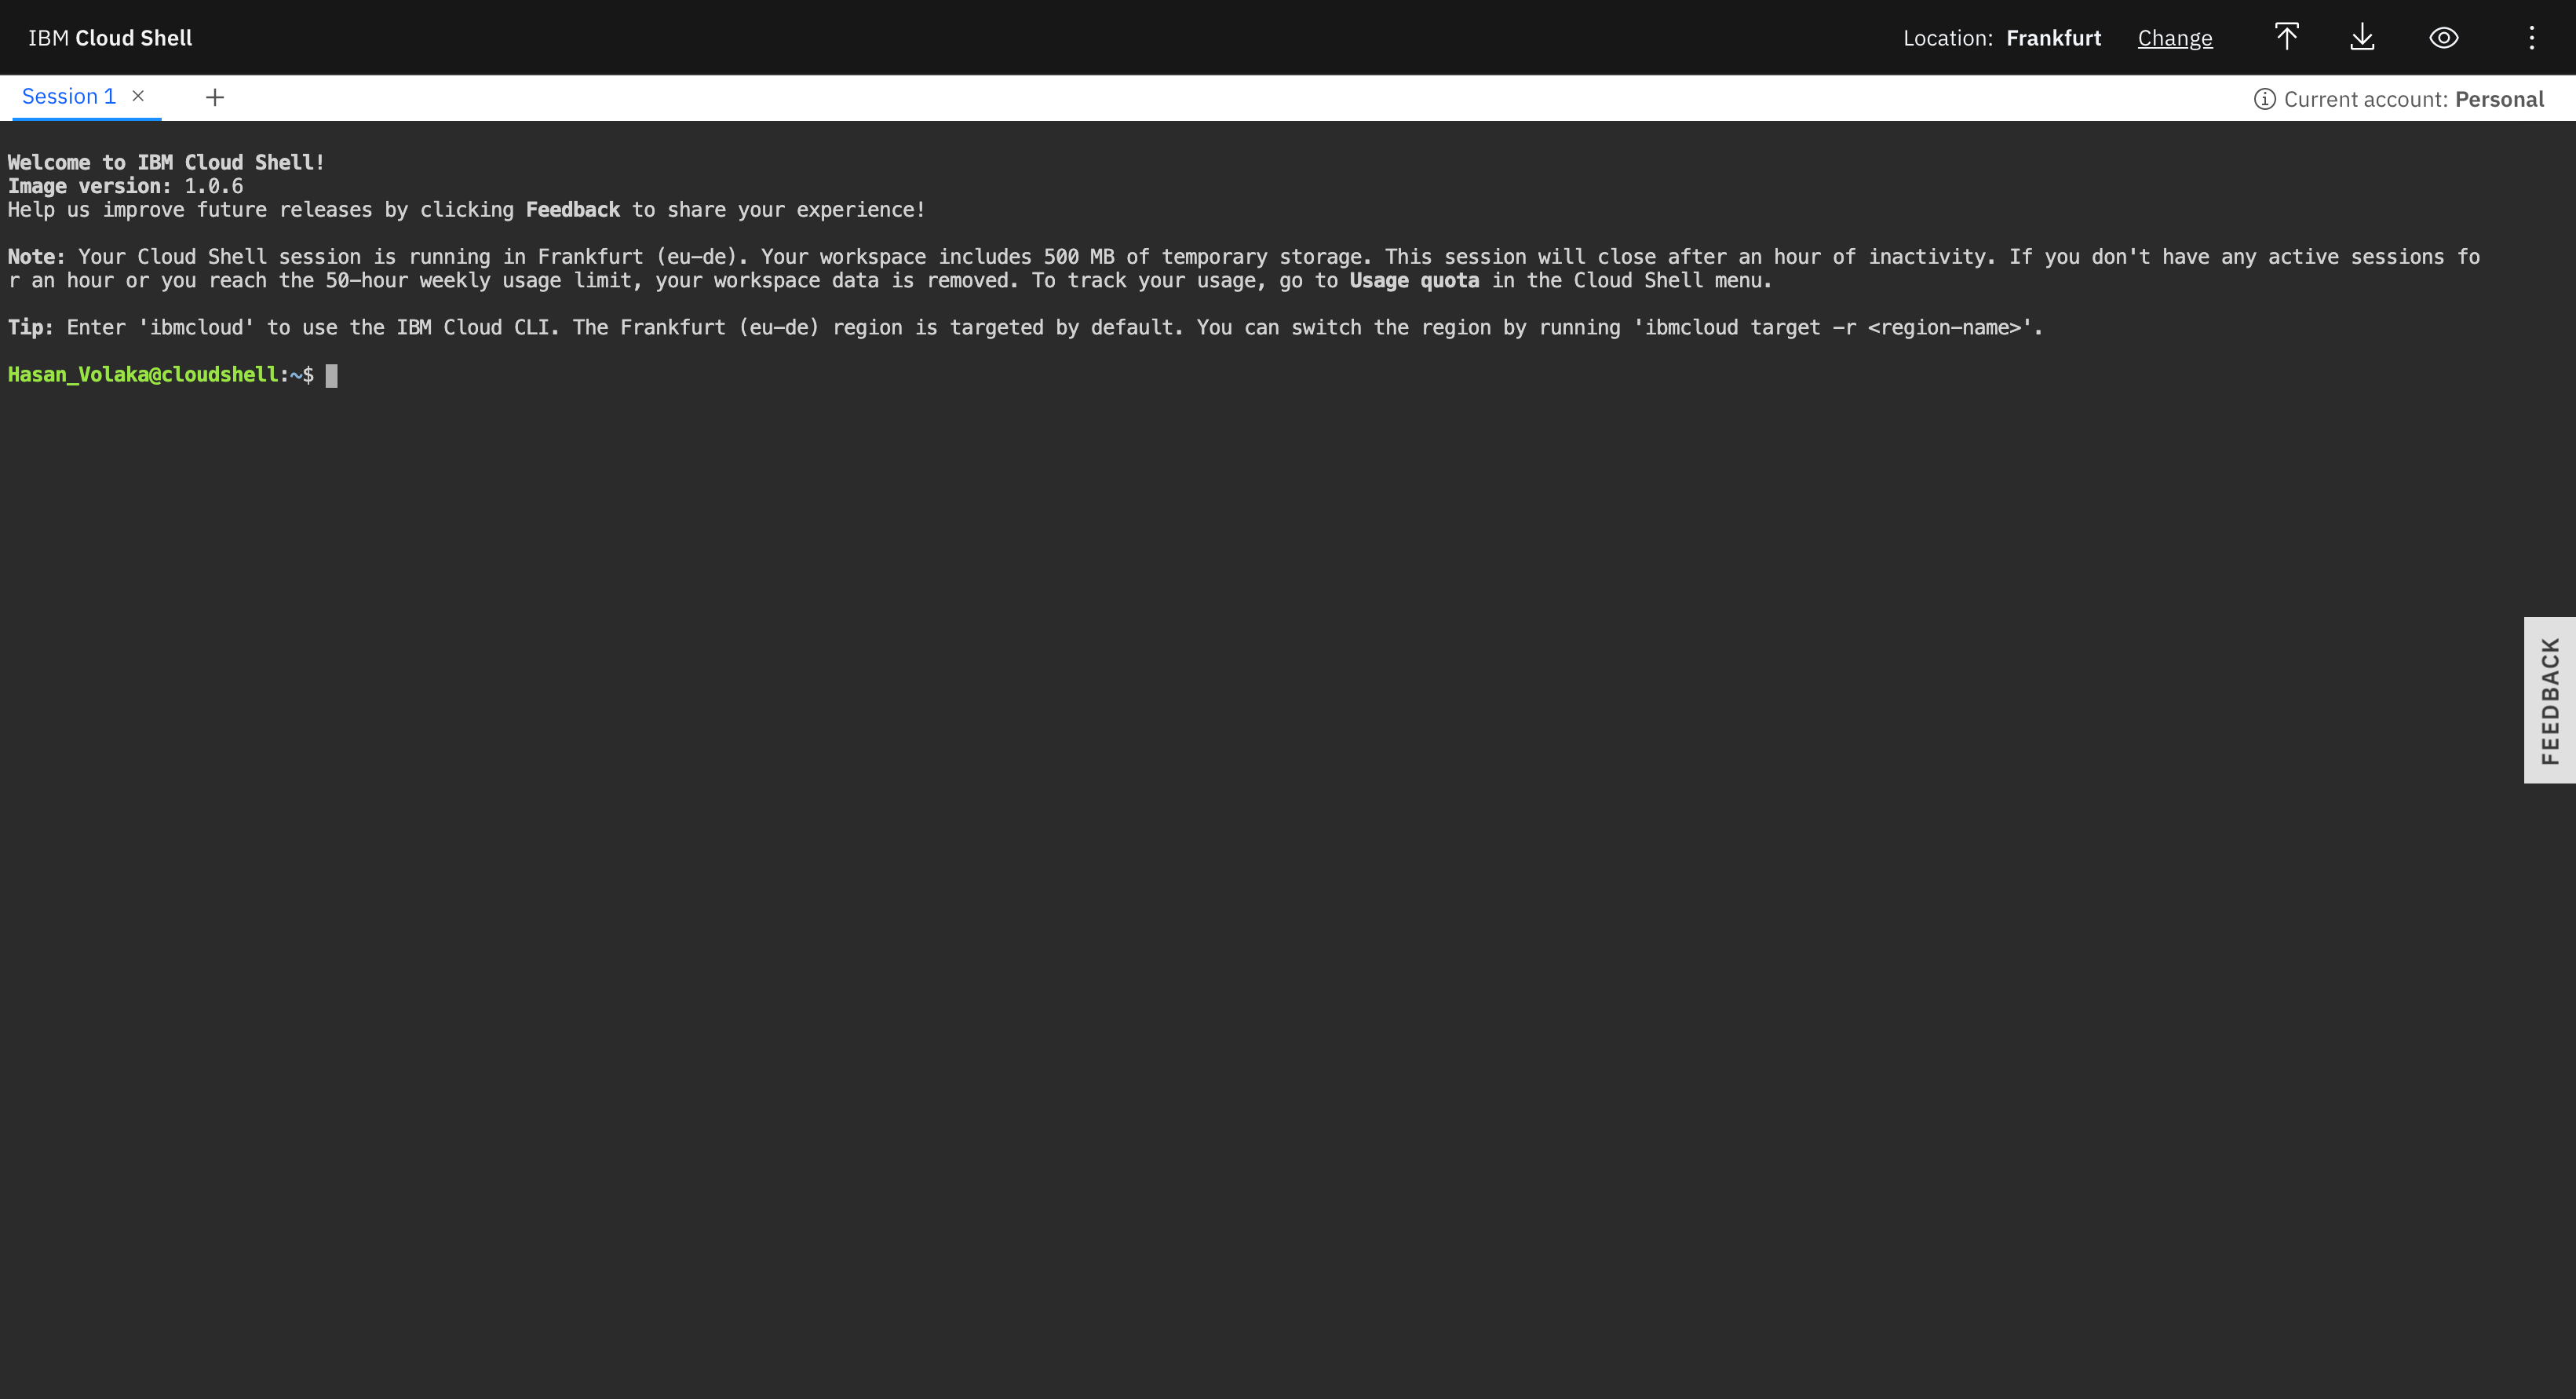 IBM Cloud Shell
Location: Frankfurt Change
Session 1
Current account: Personal
Welcome to IBM Cloud Shell!
Image version: 1.0.6
Help us improve future releases by clicking Feedback to share your experience!
Note: Your Cloud Shell session is running in Frankfurt (eu-de). Your workspace includes 500 MB of temporary storage. This session will close after an hour of inactivity. If you don't have any active sessions fo
r an hour or you reach the 50-hour weekly usage limit, your workspace data is removed. To track your usage, go to Usage quota in the Cloud Shell menu.
Tip: Enter 'ibmcloud' to use the IBM Cloud CLI. The Frankfurt (eu-de) region is targeted by default. You can switch the region by running 'ibmcloud target -r <region-name>'.
Hasan_Volaka@cloudshell:~$
FEEDBACK